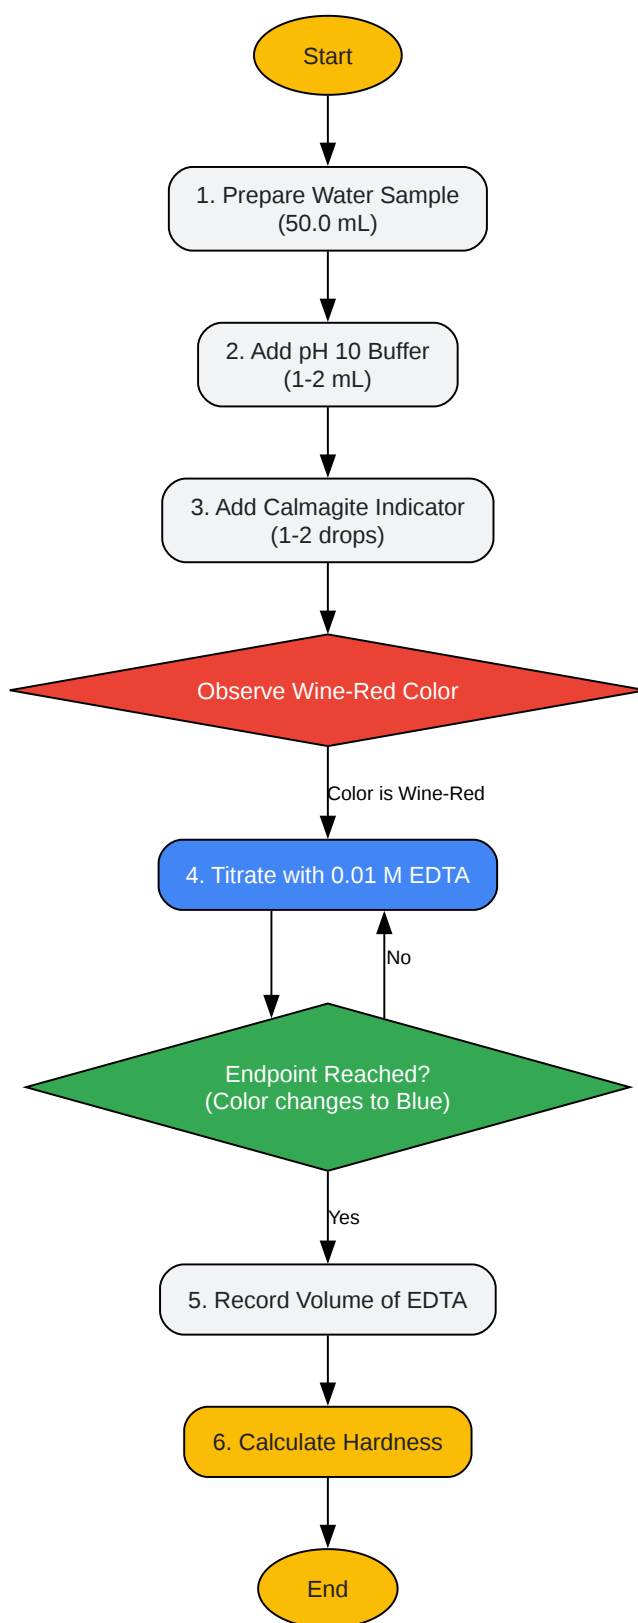 Start
1. Prepare Water Sample
(50.0 mL)
2. Add pH 10 Buffer
(1-2 mL)
3. Add Calmagite Indicator
(1-2 drops)
Observe Wine-Red Color
Color is Wine-Red
4. Titrate with 0.01 M EDTA
No
Endpoint Reached?
(Color changes to Blue)
Yes
5. Record Volume of EDTA
6. Calculate Hardness
End